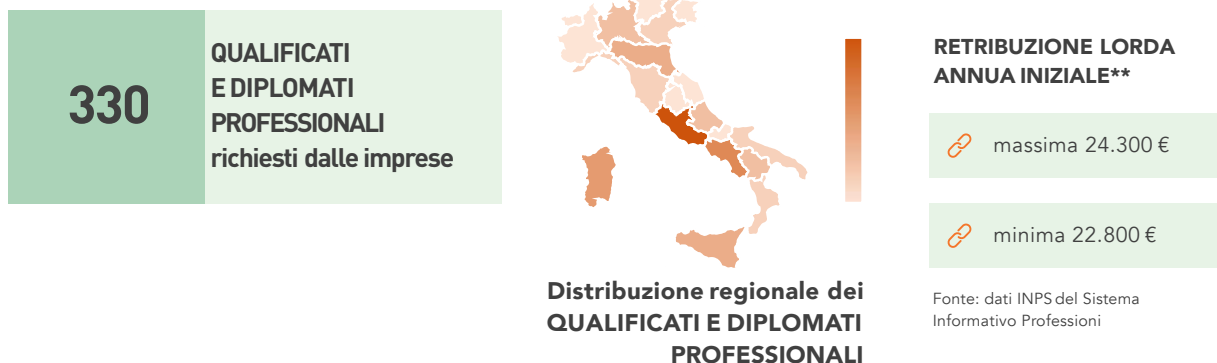 330
QUALIFICATI
E DIPLOMATI
PROFESSIONALI
richiesti dalle imprese
Distribuzione regionale dei
QUALIFICATI E DIPLOMATI
PROFESSIONALI
RETRIBUZIONE LORDA
ANNUA INIZIALE**
massima 24.300 €
minima 22.800 €
Fonte: dati INPS del Sistema
Informativo Professioni